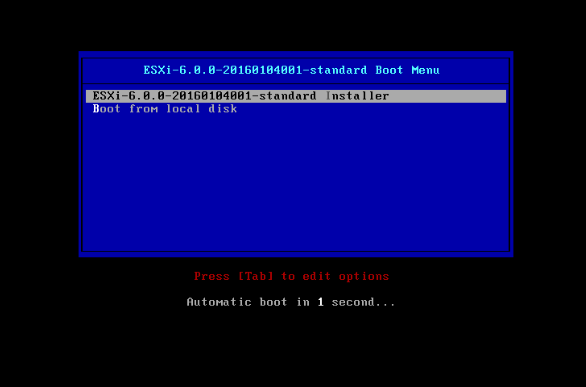 ESXi-6.0.0-20160104001-standard Boot Menu
ESXi-6.0.0-20160104001-standard Installer
Boot from local disk
Press [Tab] to edit options
Automatic boot in 1 second...